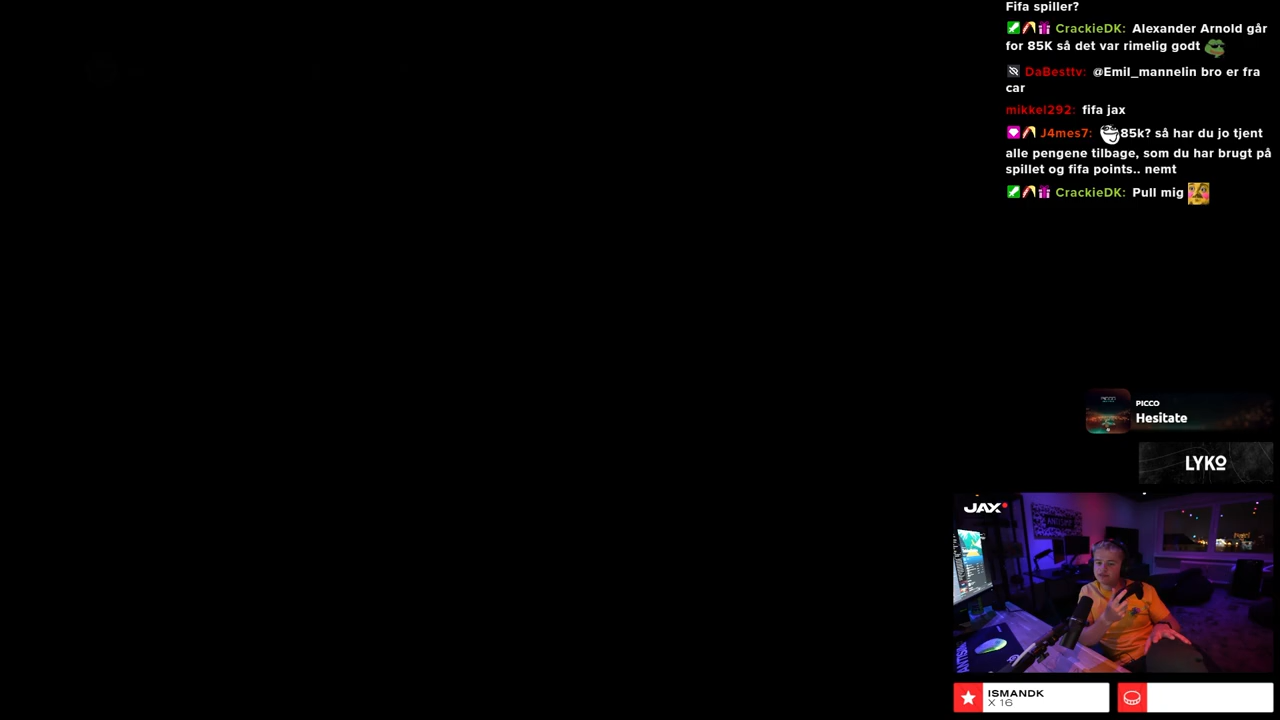 Fifa spiller?
CrackieDK: Alexander Arnold går
for 85K så det var rimelig godt
DaBesttv: @Emil_mannelin bro er fra
car
mikkel292: fifa jax
J4mes7: 85k? så har du jo tjent
alle pengene tilbage, som du har brugt på
spillet og fifa points.. nemt
CrackieDK: Pull mig
PICCO
Hesitate
LYKO
JAX
ISMANDK
X 16